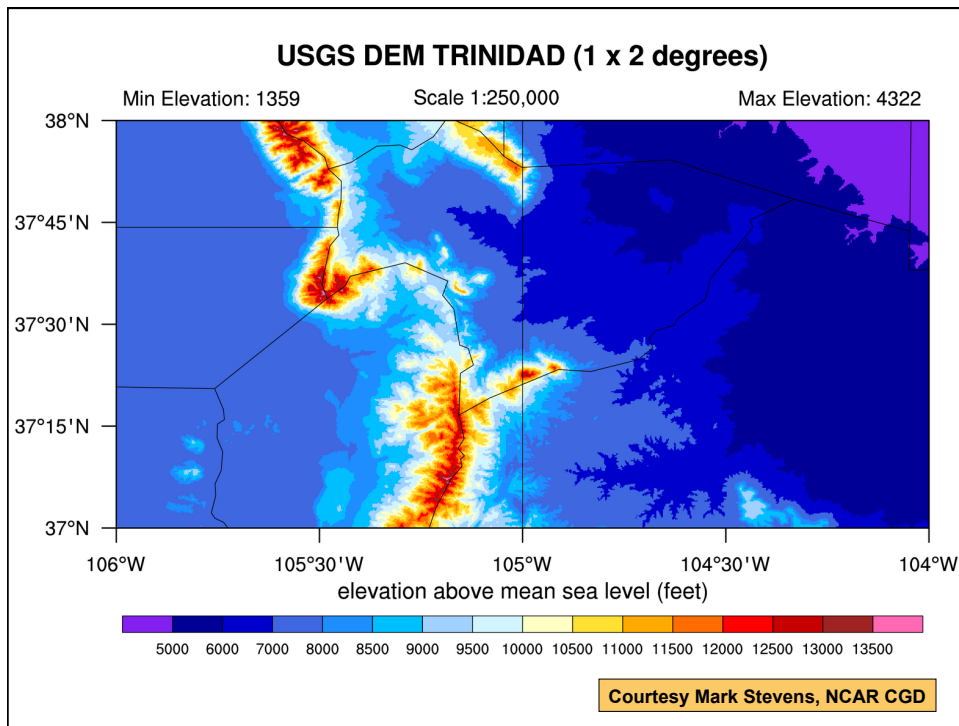 USGS DEM TRINIDAD (1 x 2 degrees)
Min Elevation: 1359 Scale 1:250,000 Max Elevation: 4322
38°N
37°45'N
37°30'N
37°15'N
37°N
106°W 105°30'W 105°W 104°30'W 104°W
elevation above mean sea level (feet)
5000 6000 7000 8000 8500 9000 9500 10000 10500 11000 11500 12000 12500 13000 13500
Courtesy Mark Stevens, NCAR CGD